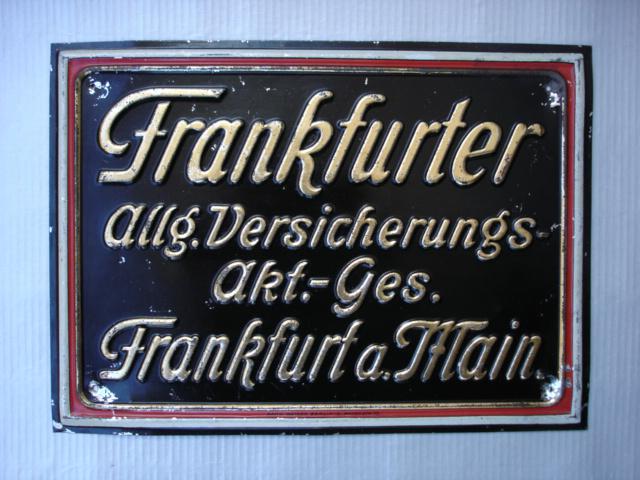 Frankfurter
Allg. Versicherungs-
Akt.-Ges.
Frankfurt a. Main.